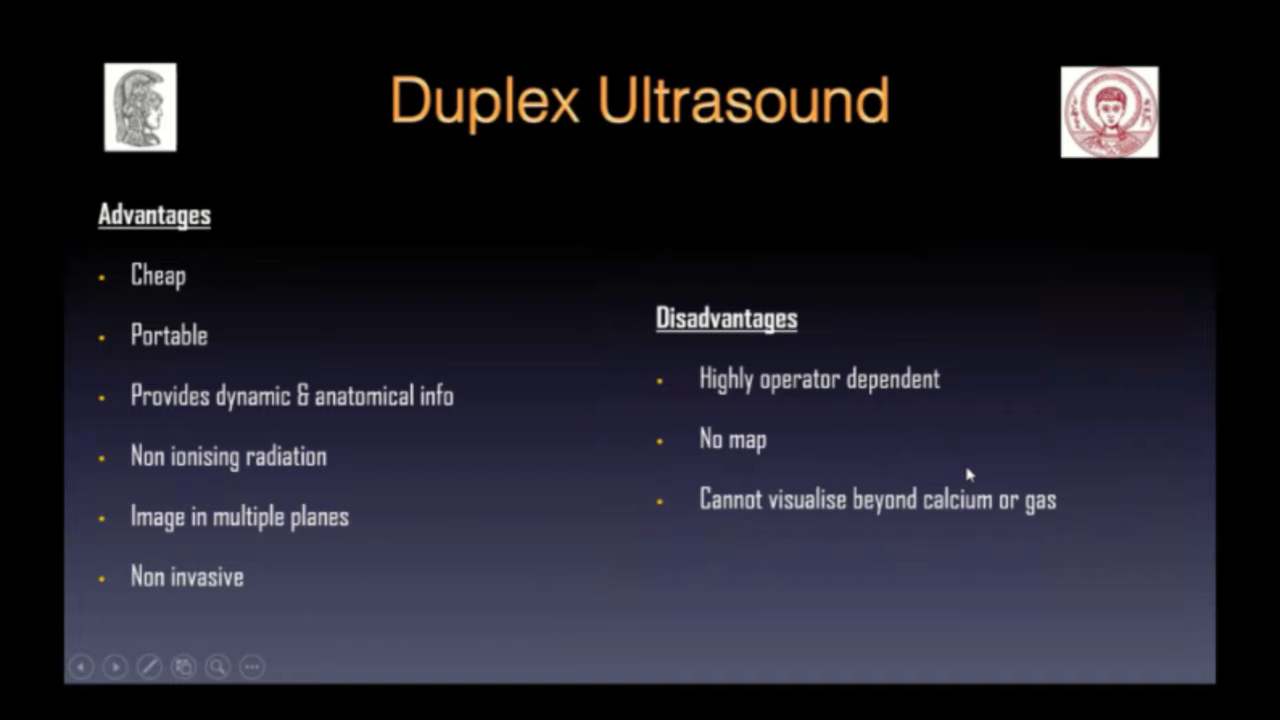 Duplex Ultrasound
Advantages
Cheap
Portable
Provides dynamic & anatomical info
Non ionising radiation
Image in multiple planes
Non invasive
Disadvantages
Highly operator dependent
No map
Cannot visualise beyond calcium or gas